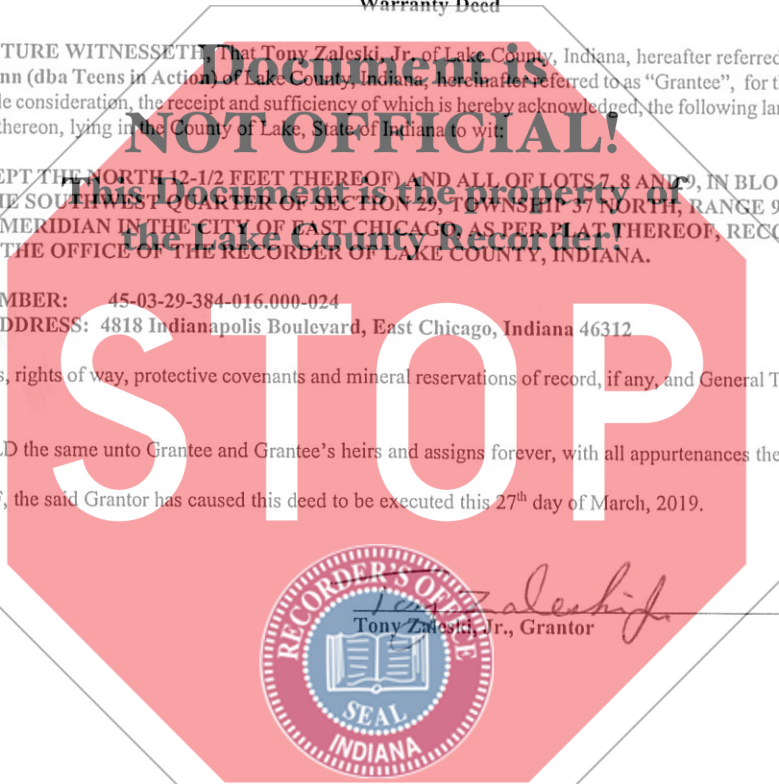 Warranty Deed
TURE WITNESSETH, That Tony Zaleski, Jr. of Lake County, Indiana, hereafter referred
nn (dba Teens in Action) of Lake County, Indiana, hereinafter referred to as “Grantee”, for th
le consideration, the receipt and sufficiency of which is hereby acknowledged, the following lan
thereon, lying in the County of Lake, State of Indiana to wit:
Document is
NOT OFFICIAL!
This Document is the property of
the Lake County Recorder!
EPT THE NORTH 12-1/2 FEET THEREOF) AND ALL OF LOTS 7, 8 AND 9, IN BLO
HE SOUTHWEST QUARTER OF SECTION 29, TOWNSHIP 37 NORTH, RANGE 9
MERIDIAN IN THE CITY OF EAST CHICAGO, AS PER PLAT THEREOF, RECO
THE OFFICE OF THE RECORDER OF LAKE COUNTY, INDIANA.
MBER: 45-03-29-384-016.000-024
DDRESS: 4818 Indianapolis Boulevard, East Chicago, Indiana 46312
s, rights of way, protective covenants and mineral reservations of record, if any, and General T
STOP
LD the same unto Grantee and Grantee’s heirs and assigns forever, with all appurtenances the
F, the said Grantor has caused this deed to be executed this 27th day of March, 2019.
Tony Zaleski Jr.
Tony Zaleski, Jr., Grantor
RECORDER'S OFFICE
SEAL
INDIANA